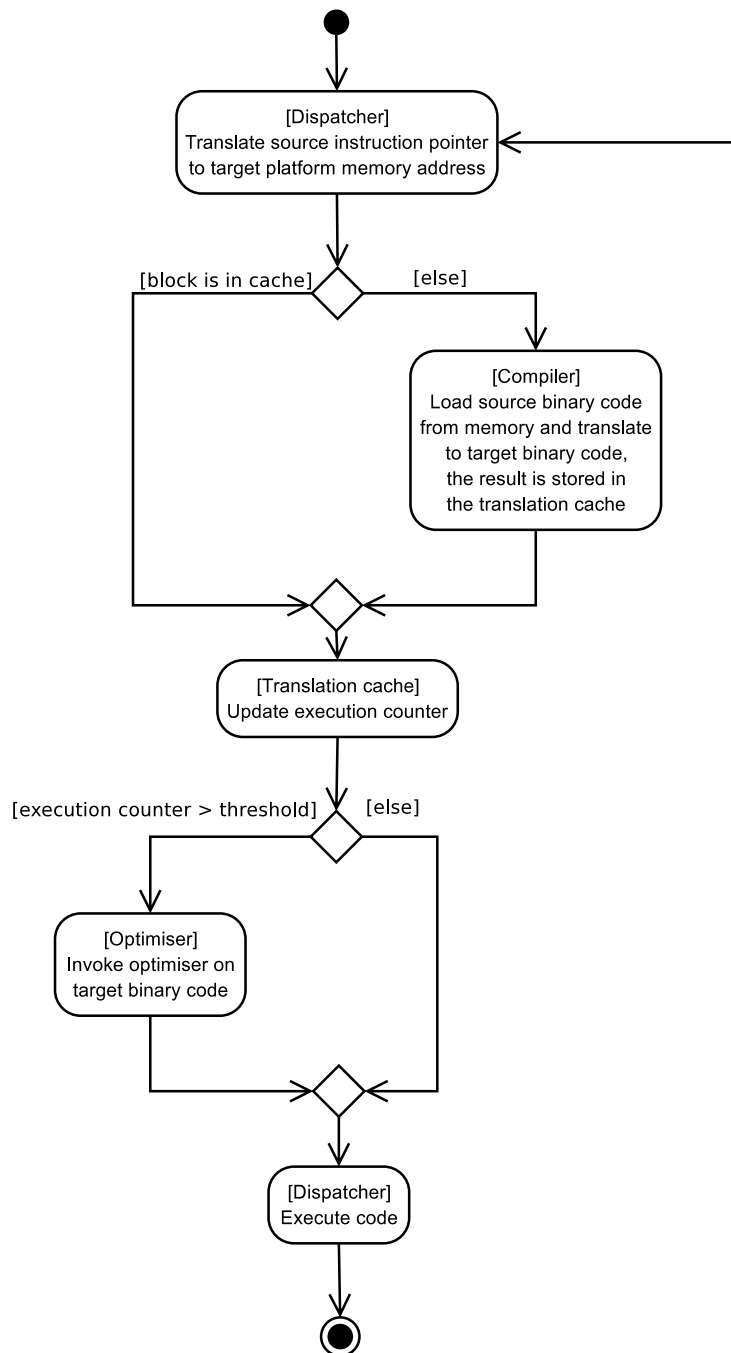 [Dispatcher]
Translate source instruction pointer
to target platform memory address
[block is in cache]
[else]
[Compiler]
Load source binary code
from memory and translate
to target binary code,
the result is stored in
the translation cache
[Translation cache]
Update execution counter
[execution counter > threshold]
[else]
[Optimiser]
Invoke optimiser on
target binary code
[Dispatcher]
Execute code